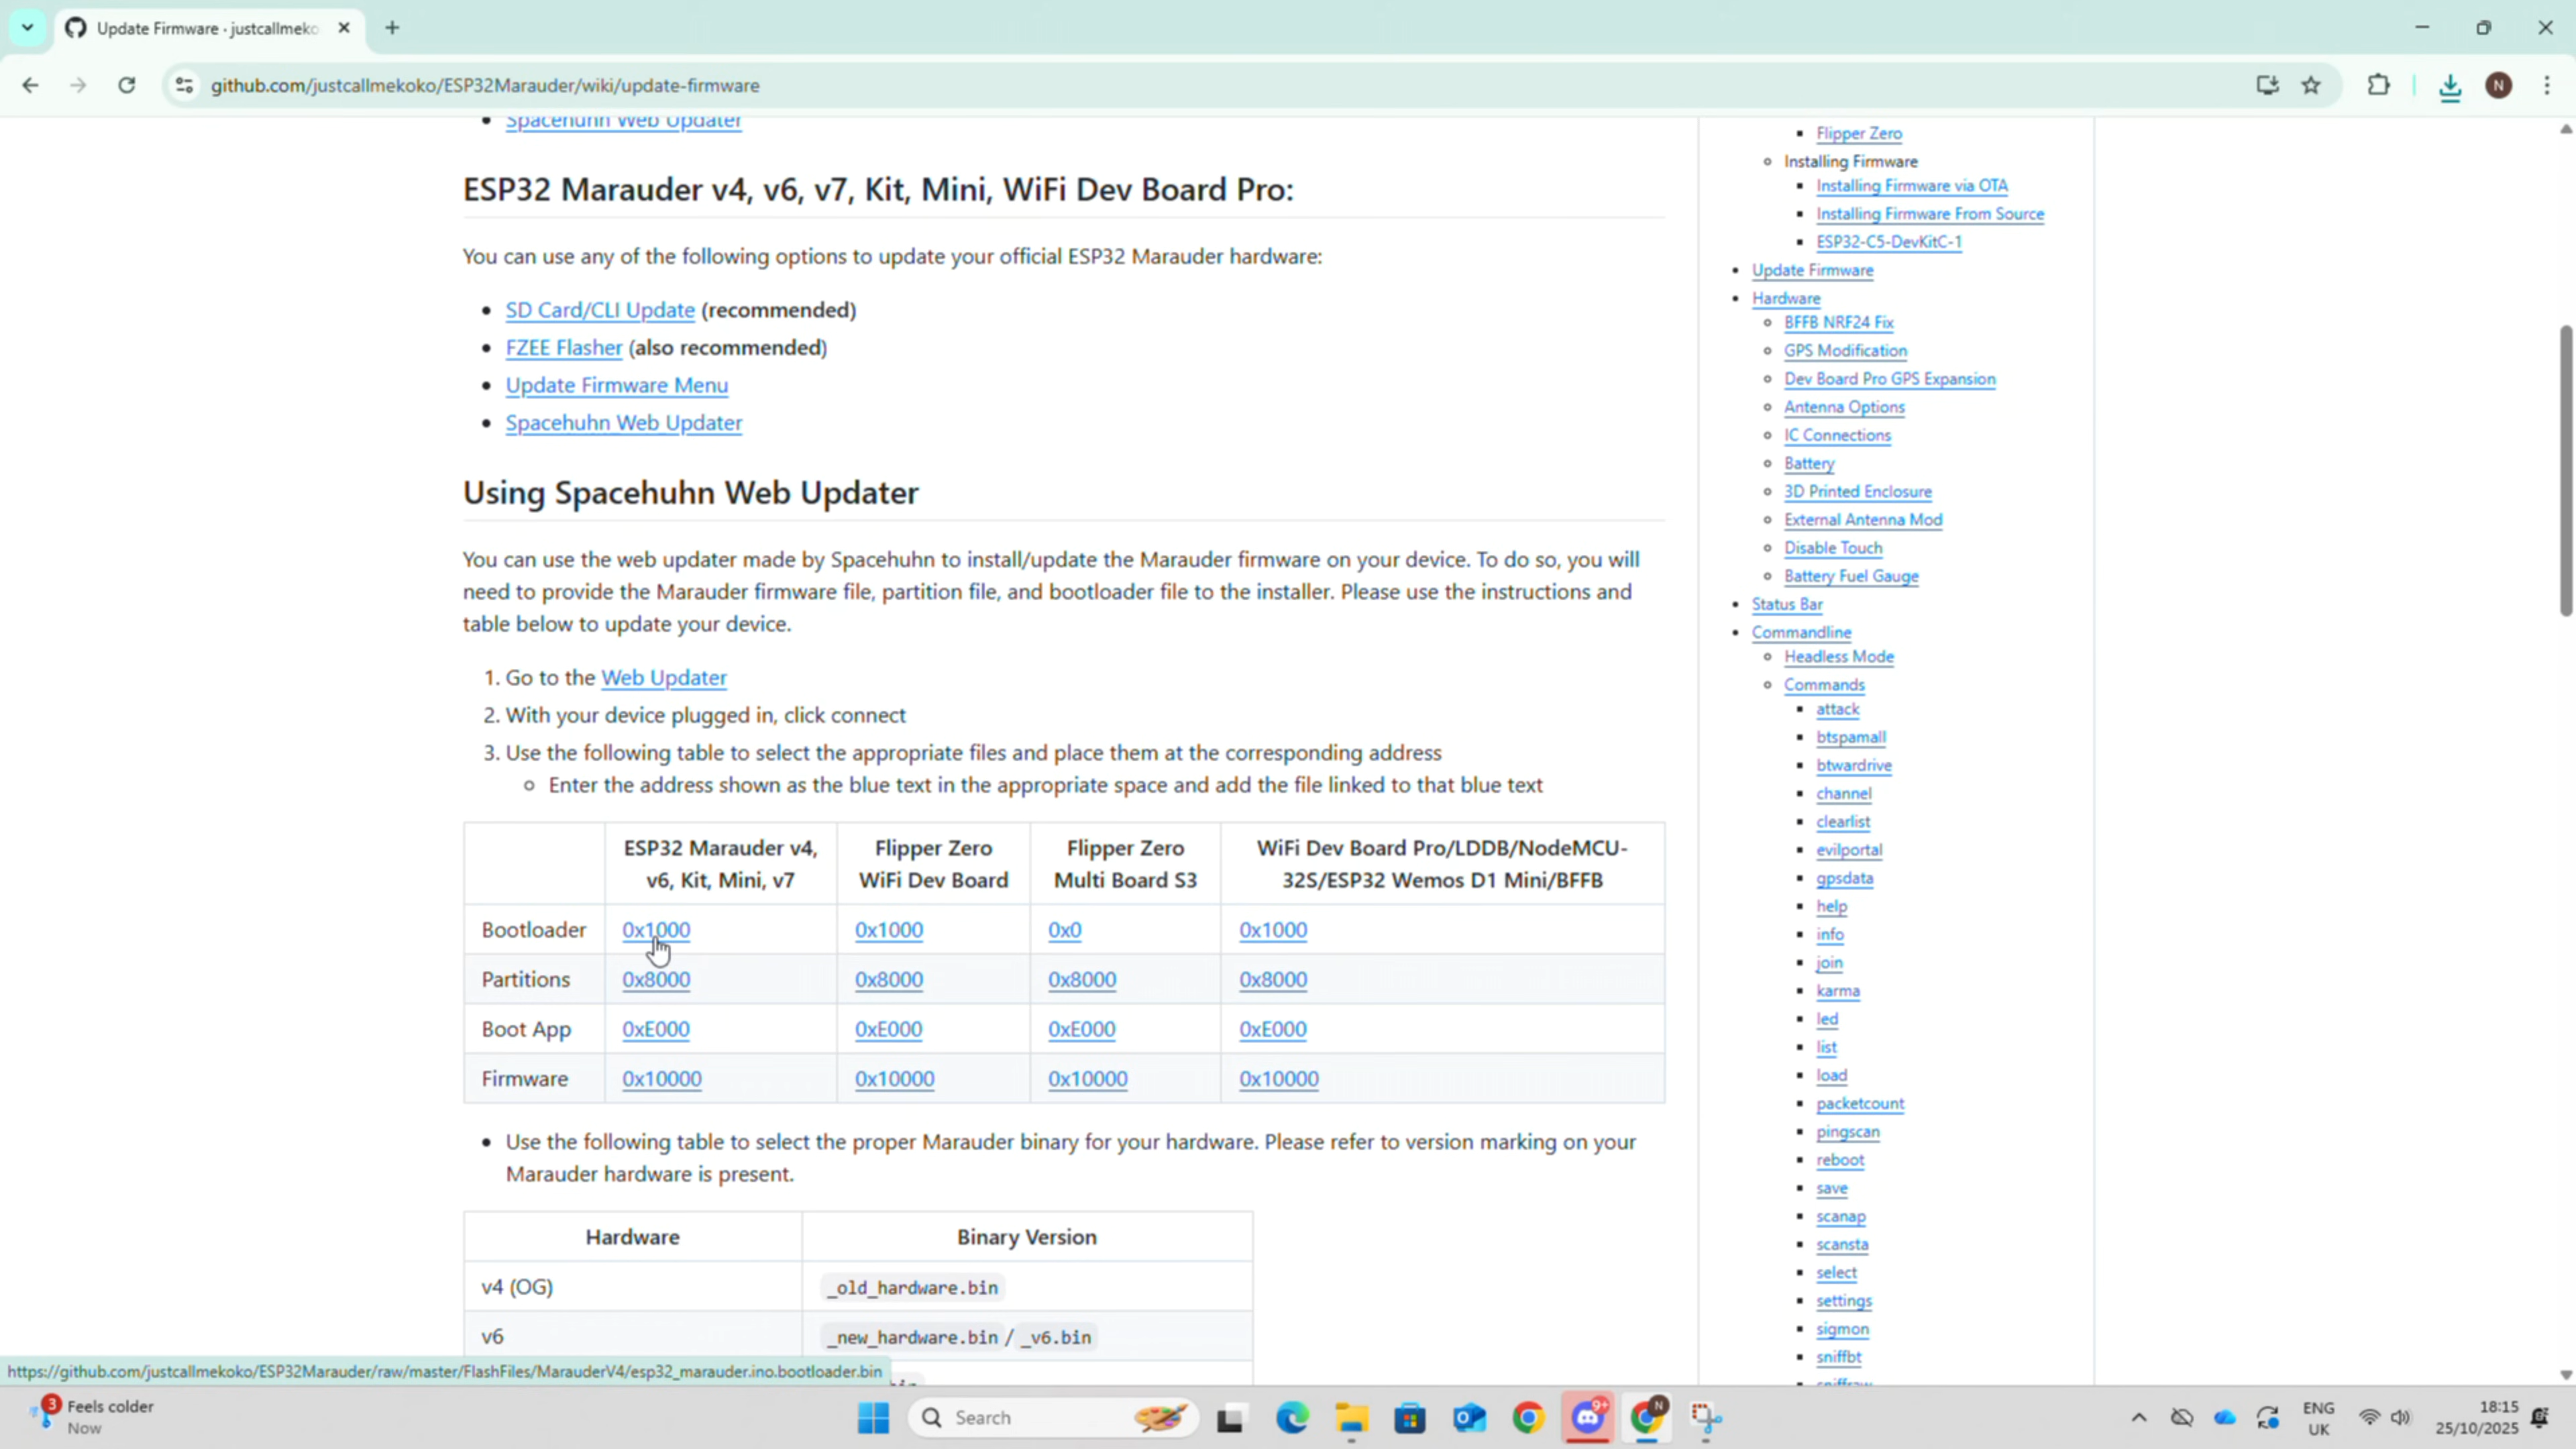 Update Firmware · justcallmeko
github.com/justcallmekoko/ESP32Marauder/wiki/update-firmware
N
Spacehuhn Web Updater
ESP32 Marauder v4, v6, v7, Kit, Mini, WiFi Dev Board Pro:
You can use any of the following options to update your official ESP32 Marauder hardware:
SD Card/CLI Update (recommended)
FZEE Flasher (also recommended)
Update Firmware Menu
Spacehuhn Web Updater
Using Spacehuhn Web Updater
You can use the web updater made by Spacehuhn to install/update the Marauder firmware on your device. To do so, you will
need to provide the Marauder firmware file, partition file, and bootloader file to the installer. Please use the instructions and
table below to update your device.
1. Go to the Web Updater
2. With your device plugged in, click connect
3. Use the following table to select the appropriate files and place them at the corresponding address
Enter the address shown as the blue text in the appropriate space and add the file linked to that blue text
ESP32 Marauder v4, v6, Kit, Mini, v7
Flipper Zero WiFi Dev Board
Flipper Zero Multi Board S3
WiFi Dev Board Pro/LDDB/NodeMCU-32S/ESP32 Wemos D1 Mini/BFFB
Bootloader 0x1000 0x1000 0x0 0x1000
Partitions 0x8000 0x8000 0x8000 0x8000
Boot App 0xE000 0xE000 0xE000 0xE000
Firmware 0x10000 0x10000 0x10000 0x10000
Use the following table to select the proper Marauder binary for your hardware. Please refer to version marking on your
Marauder hardware is present.
Hardware Binary Version
v4 (OG) _old_hardware.bin
v6 _new_hardware.bin / _v6.bin
https://github.com/justcallmekoko/ESP32Marauder/raw/master/FlashFiles/MarauderV4/esp32_marauder.ino.bootloader.bin
Flipper Zero
Installing Firmware
Installing Firmware via OTA
Installing Firmware From Source
ESP32-C5-DevKitC-1
Update Firmware
Hardware
BFFB NRF24 Fix
GPS Modification
Dev Board Pro GPS Expansion
Antenna Options
IC Connections
Battery
3D Printed Enclosure
External Antenna Mod
Disable Touch
Battery Fuel Gauge
Status Bar
Commandline
Headless Mode
Commands
attack
btspamall
btwardrive
channel
clearlist
evilportal
gpsdata
help
info
join
karma
led
list
load
packetcount
pingscan
reboot
save
scanap
scansta
select
settings
sigmon
sniffbt
sniffraw
3
Feels colder
Now
Search
9+
N
ENG
UK
18:15
25/10/2025